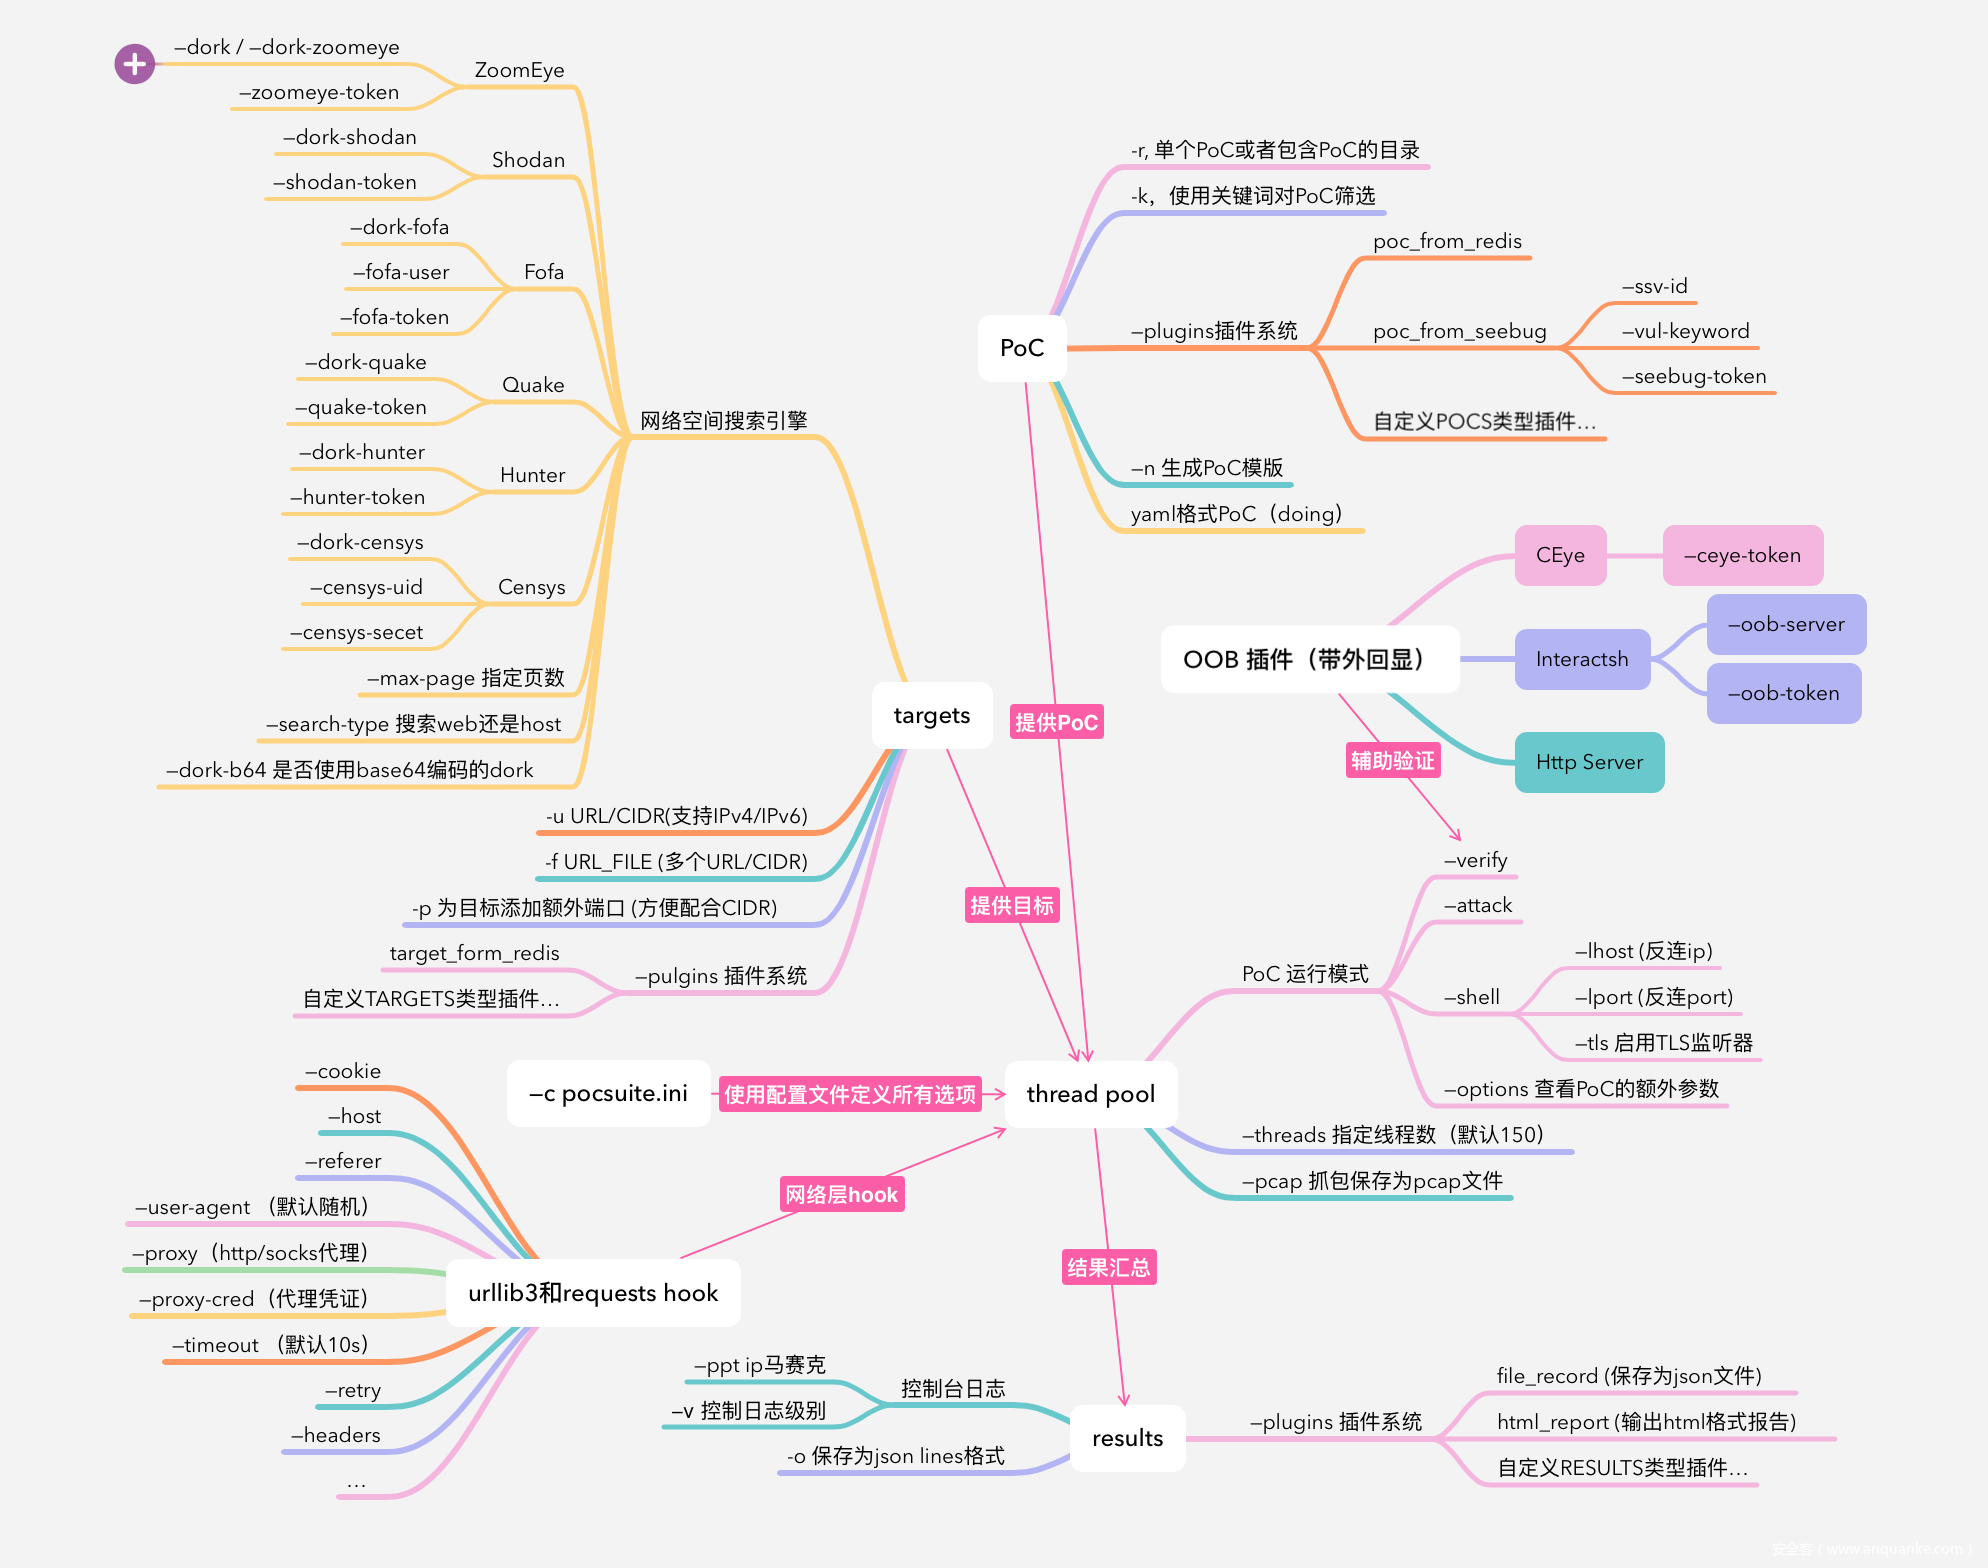 —dork / —dork-zoomeye
—zoomeye-token
ZoomEye
—dork-shodan
—shodan-token
Shodan
—dork-fofa
—fofa-user
—fofa-token
Fofa
—dork-quake
—quake-token
Quake
—dork-hunter
—hunter-token
Hunter
—dork-censys
—censys-uid
—censys-secet
Censys
—max-page 指定页数
—search-type 搜索web还是host
—dork-b64 是否使用base64编码的dork
网络空间搜索引擎
targets
-u URL/CIDR(支持IPv4/IPv6)
-f URL_FILE (多个URL/CIDR)
-p 为目标添加额外端口 (方便配合CIDR)
target_form_redis
自定义TARGETS类型插件...
—pulgins 插件系统
PoC
-r, 单个PoC或者包含PoC的目录
-k，使用关键词对PoC筛选
—plugins插件系统
poc_from_redis
poc_from_seebug
—ssv-id
—vul-keyword
—seebug-token
自定义POCS类型插件...
—n 生成PoC模版
yaml格式PoC（doing）
OOB 插件（带外回显）
CEye
—ceye-token
Interactsh
—oob-server
—oob-token
Http Server
提供PoC
辅助验证
提供目标
PoC 运行模式
—verify
—attack
—shell
—lhost (反连ip)
—lport (反连port)
—tls 启用TLS监听器
—options 查看PoC的额外参数
—c pocsuite.ini
使用配置文件定义所有选项
thread pool
—threads 指定线程数（默认150）
—pcap 抓包保存为pcap文件
网络层hook
结果汇总
—cookie
—host
—referer
—user-agent （默认随机）
—proxy（http/socks代理）
—proxy-cred（代理凭证）
—timeout （默认10s）
—retry
—headers
...
urllib3和requests hook
—ppt ip马赛克
—v 控制日志级别
控制台日志
-o 保存为json lines格式
results
—plugins 插件系统
file_record (保存为json文件)
html_report (输出html格式报告)
自定义RESULTS类型插件...
安全客 ( www.anquanke.com )